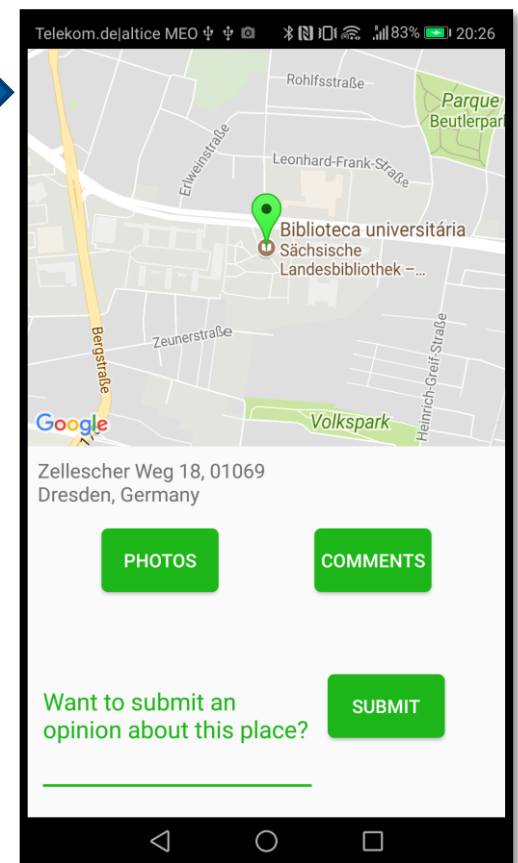 Telekom.de|altice MEO 83% 20:26
Rohlfsstraße
Parque
Beutlerpar
Erlweinstraße
Leonhard-Frank-Straße
Biblioteca universitária
Sächsische
Landesbibliothek –...
Zeunerstraße
Bergstraße
Heinrich-Greif-Straße
Volkspark
Google
Zellescher Weg 18, 01069
Dresden, Germany
PHOTOS
COMMENTS
Want to submit an
opinion about this place?
SUBMIT